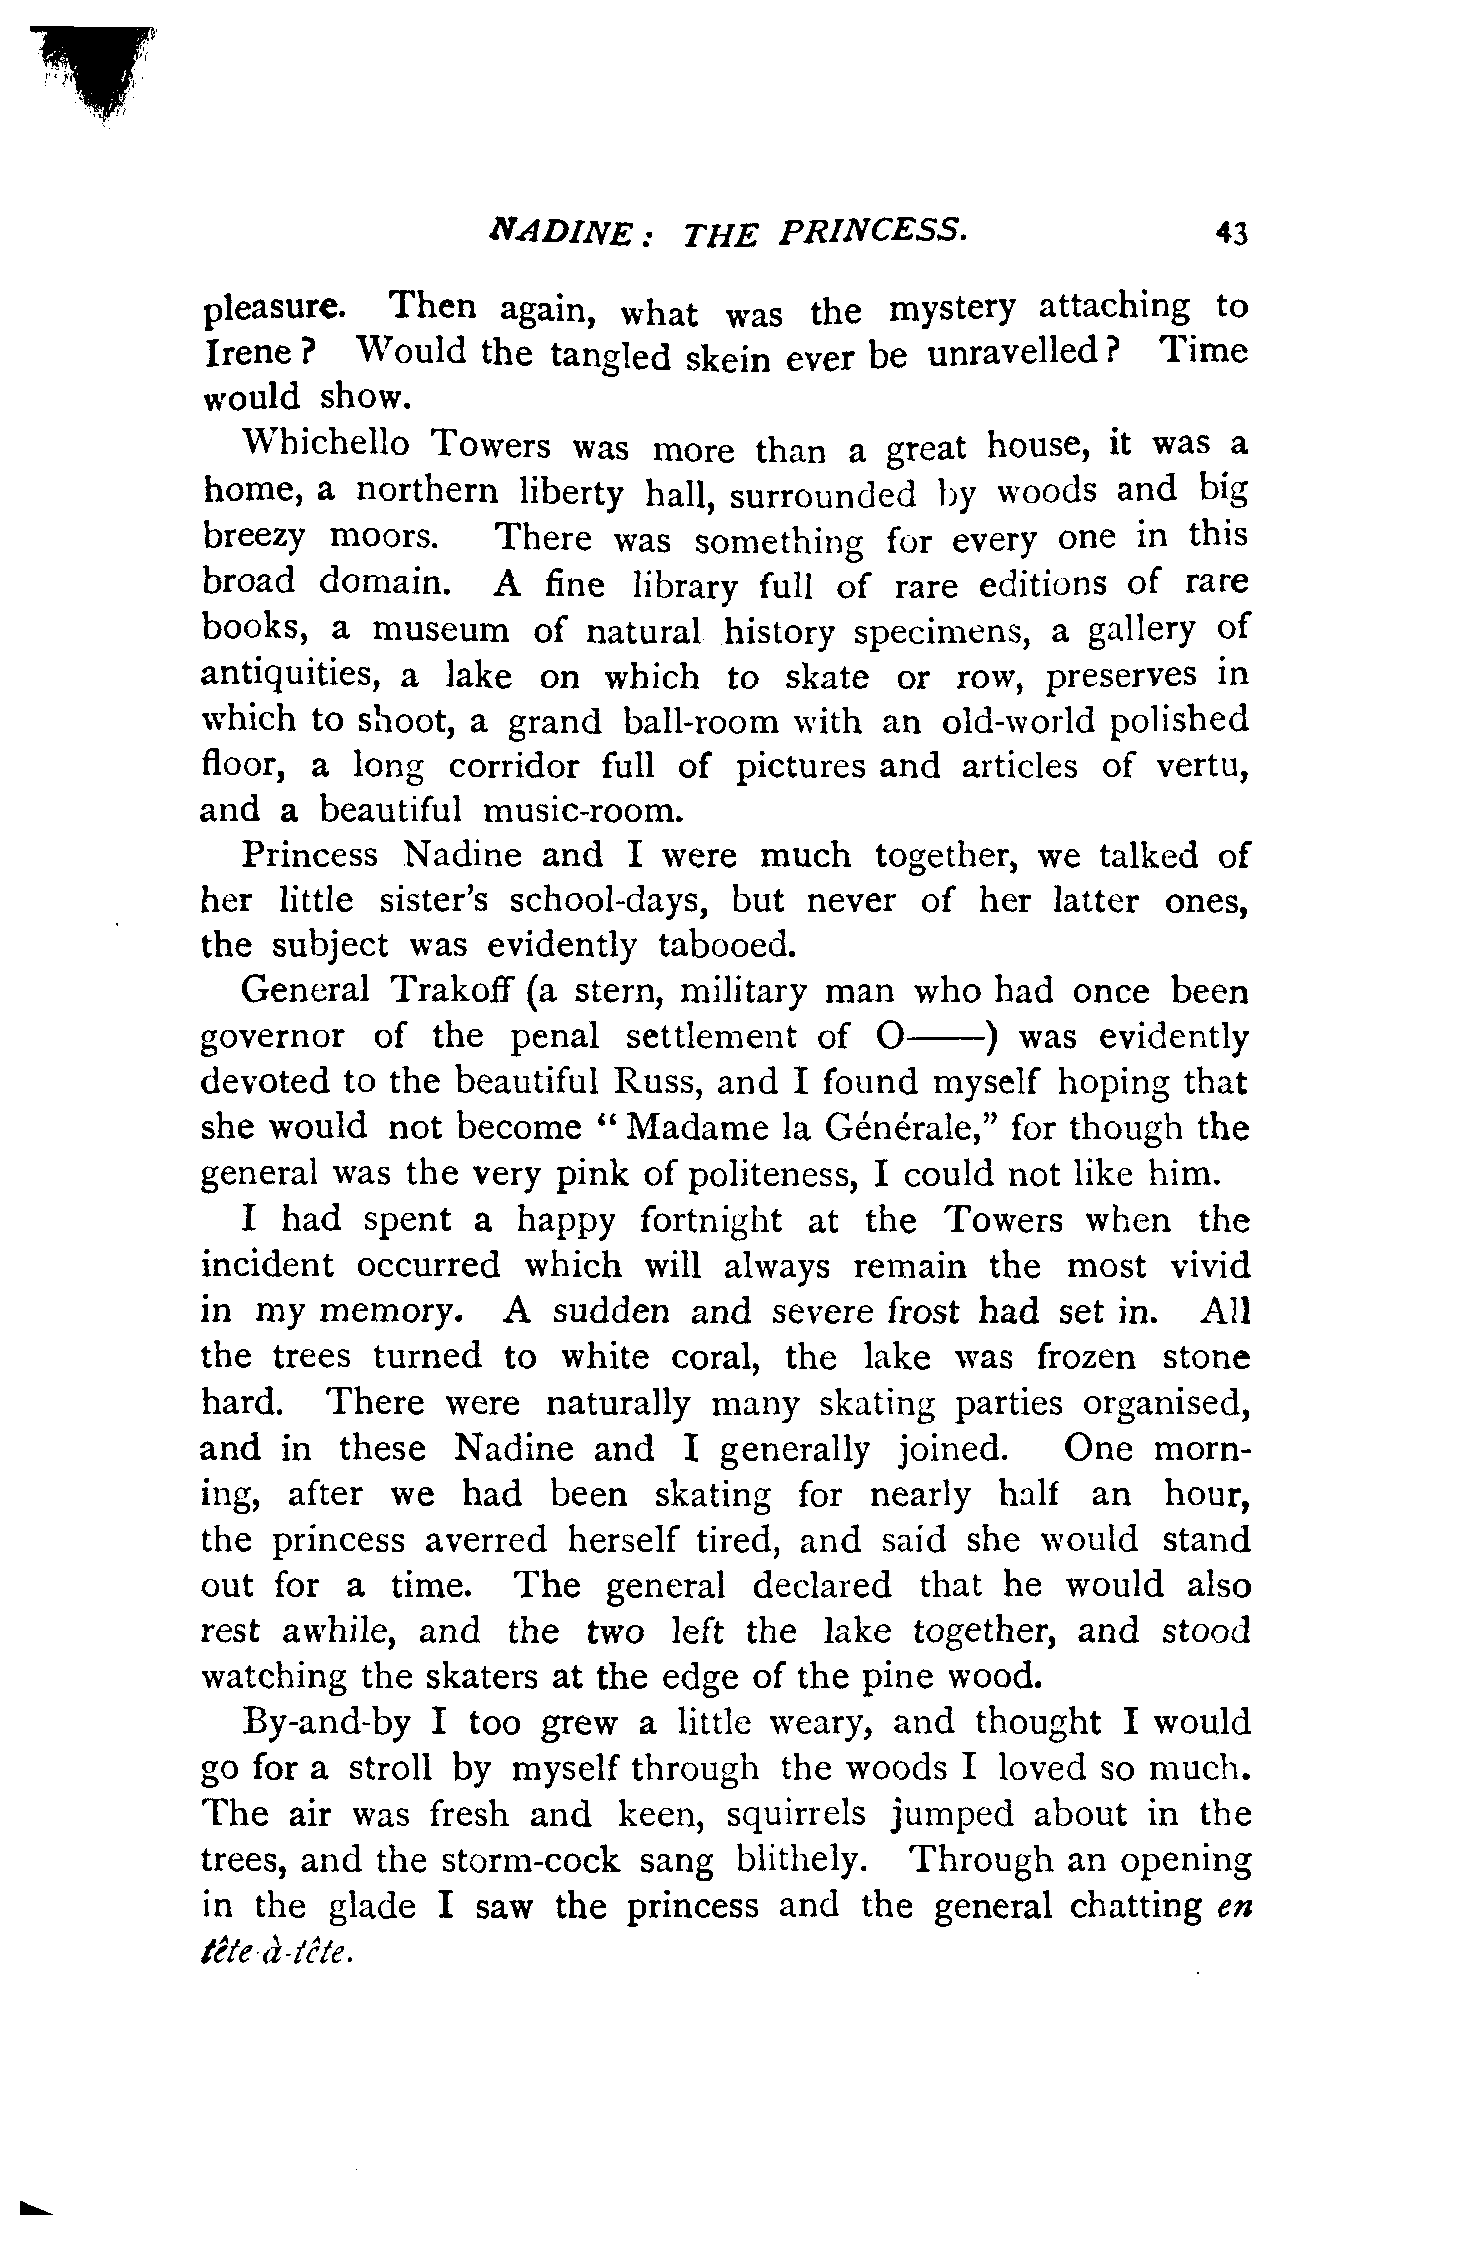 NADINE: THE PRINCESS. 43
pleasure. Then again, what was the mystery attaching to
Irene? Would the tangled skein ever be unravelled? Time
would show.
Whichello Towers was more than a great house, it was a
home, a northern liberty hall, surrounded by woods and big
breezy moors. There was something for every one in this
broad domain. A fine library full of rare editions of rare
books, a museum of natural history specimens, a gallery of
antiquities, a lake on which to skate or row, preserves in
which to shoot, a grand ball-room with an old-world polished
floor, a long corridor full of pictures and articles of vertu,
and a beautiful music-room.
Princess Nadine and I were much together, we talked of
her little sister's school-days, but never of her latter ones,
the subject was evidently tabooed.
General Trakoff (a stern, military man who had once been
governor of the penal settlement of O——) was evidently
devoted to the beautiful Russ, and I found myself hoping that
she would not become “Madame la Générale,” for though the
general was the very pink of politeness, I could not like him.
I had spent a happy fortnight at the Towers when the
incident occurred which will always remain the most vivid
in my memory. A sudden and severe frost had set in. All
the trees turned to white coral, the lake was frozen stone
hard. There were naturally many skating parties organised,
and in these Nadine and I generally joined. One morn-
ing, after we had been skating for nearly half an hour,
the princess averred herself tired, and said she would stand
out for a time. The general declared that he would also
rest awhile, and the two left the lake together, and stood
watching the skaters at the edge of the pine wood.
By-and-by I too grew a little weary, and thought I would
go for a stroll by myself through the woods I loved so much.
The air was fresh and keen, squirrels jumped about in the
trees, and the storm-cock sang blithely. Through an opening
in the glade I saw the princess and the general chatting en
tête-à-tête.